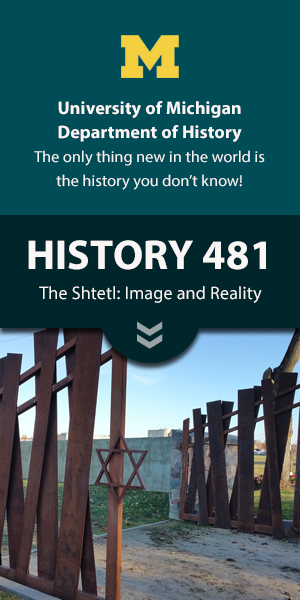 M
University of Michigan
Department of History
The only thing new in the world is
the history you don’t know!
HISTORY 481
The Shtetl: Image and Reality